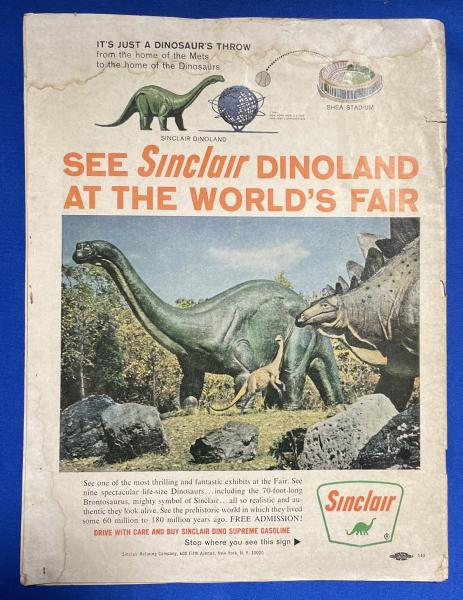 IT'S JUST A DINOSAUR'S THROW
from the home of the Mets
to the home of the Dinosaurs
SHEA STADIUM
SINCLAIR DINOLAND
SEE Sinclair DINOLAND
AT THE WORLD'S FAIR
See one of the most thrilling and fantastic exhibits at the Fair. See
nine spectacular life-size Dinosaurs...including the 70-foot-long
Brontosaurus, mighty symbol of Sinclair...all so realistic and au-
thentic they look alive. See the prehistoric world in which they lived
some 60 million to 180 million years ago. FREE ADMISSION!
DRIVE WITH CARE AND BUY SINCLAIR DINO SUPREME GASOLINE
Stop where you see this sign ▶
Sinclair Refining Company, 600 Fifth Avenue, New York, N. Y. 10020
Sinclair
®